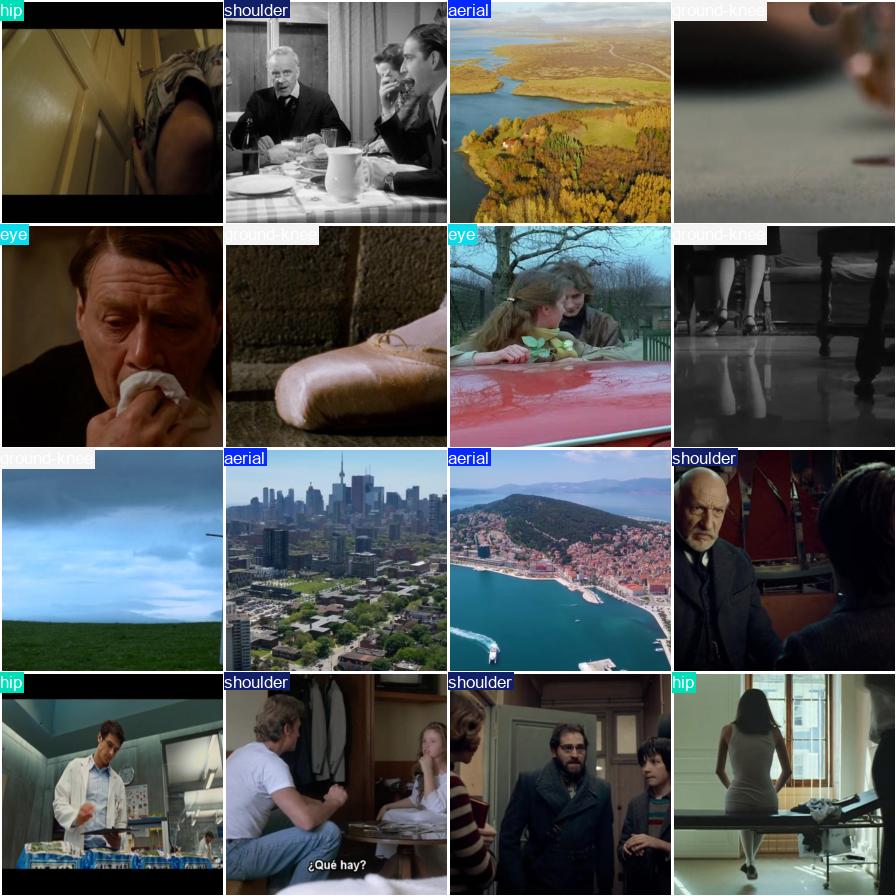 hip
shoulder
aerial
ground-knee
eye
ground-knee
eye
ground-knee
ground-knee
aerial
aerial
shoulder
hip
shoulder
shoulder
hip
¿Qué hay?